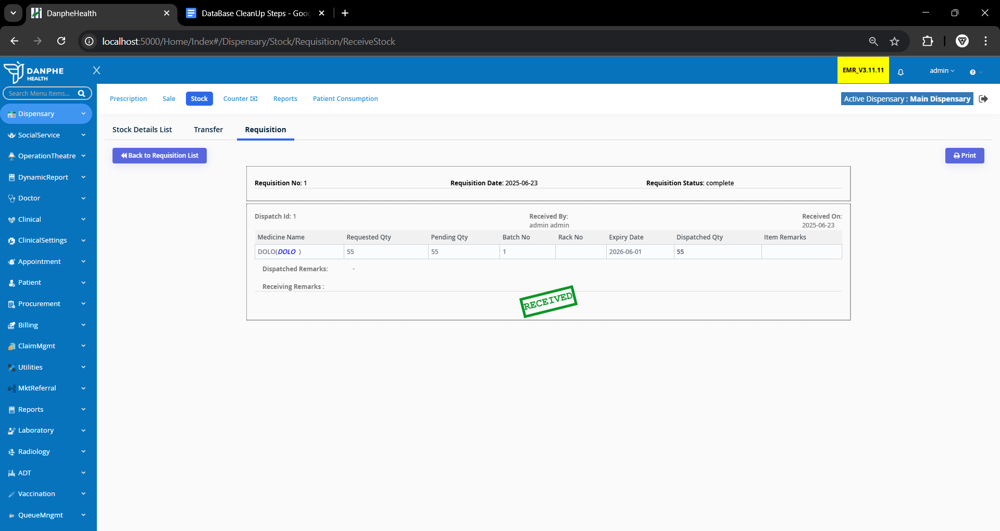 DanpheHealth
DataBase CleanUp Steps - Goo
localhost:5000/Home/Index#/Dispensary/Stock/Requisition/ReceiveStock
DANPHE
HEALTH
X
EMR_V3.11.11
admin
Search Menu Items...
Prescription
Sale
Stock
Counter
Reports
Patient Consumption
Active Dispensary : Main Dispensary
Dispensary
SocialService
OperationTheatre
DynamicReport
Doctor
Clinical
ClinicalSettings
Appointment
Patient
Procurement
Billing
ClaimMgmt
Utilities
MktReferral
Reports
Laboratory
Radiology
ADT
Vaccination
QueueMngmt
Stock Details List
Transfer
Requisition
Back to Requisition List
Print
Requisition No: 1
Requisition Date: 2025-06-23
Requisition Status: complete
Dispatch Id: 1
Received By:
admin admin
Received On:
2025-06-23
Medicine Name Requested Qty Pending Qty Batch No Rack No Expiry Date Dispatched Qty Item Remarks
DOLO(DOLO ) 55 55 1 2026-06-01 55
Dispatched Remarks: -
Receiving Remarks :
RECEIVED